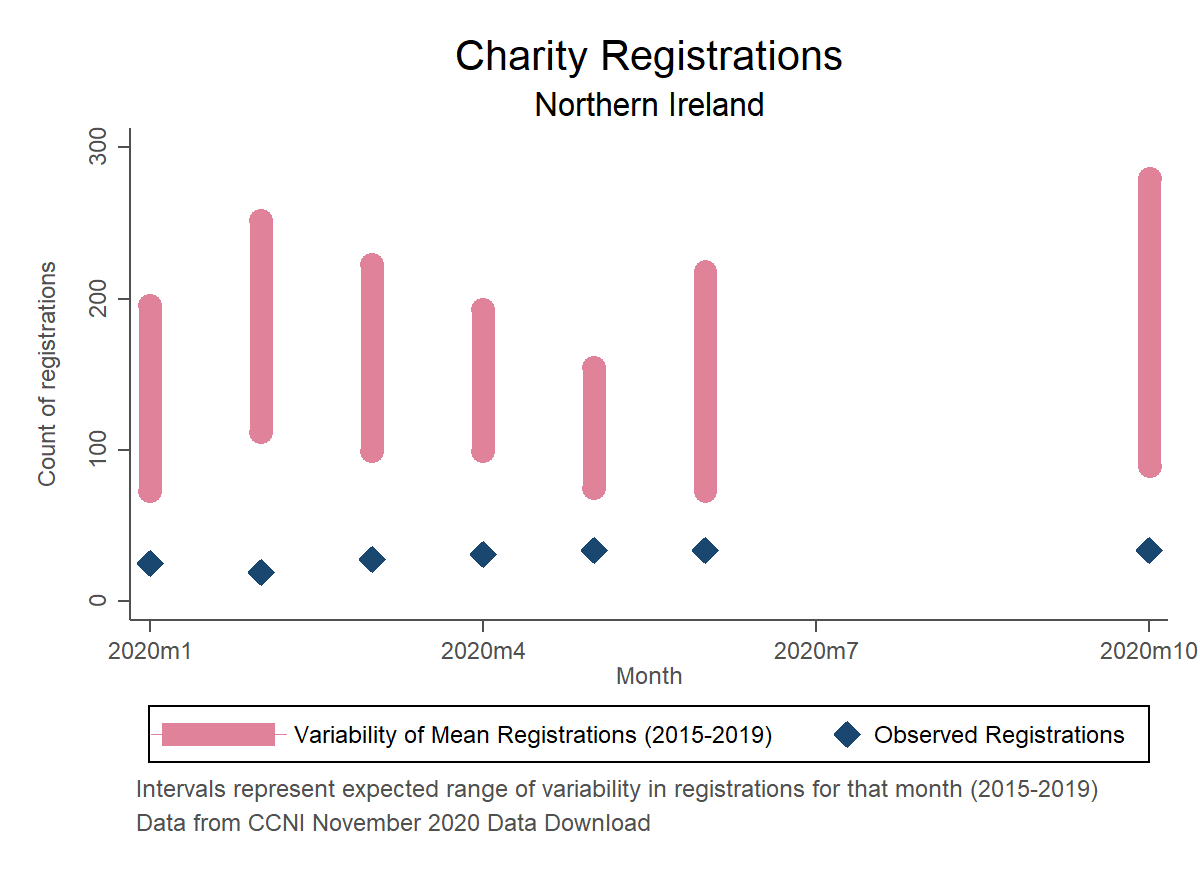 Charity Registrations
Northern Ireland
Count of registrations
300
200
100
0
2020m1 2020m4 2020m7 2020m10
Month
Variability of Mean Registrations (2015-2019) Observed Registrations
Intervals represent expected range of variability in registrations for that month (2015-2019)
Data from CCNI November 2020 Data Download